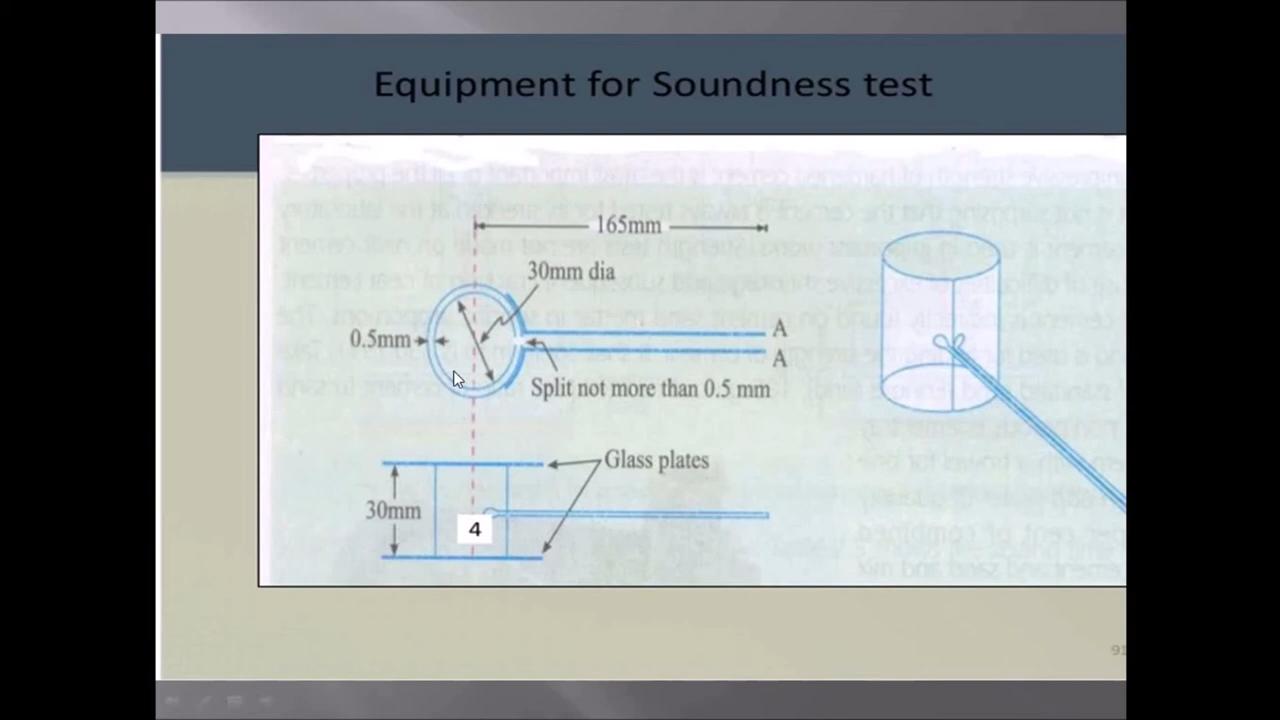 Equipment for Soundness test
165mm
30mm dia
0.5mm
A
A
Split not more than 0.5 mm
Glass plates
30mm
4
91